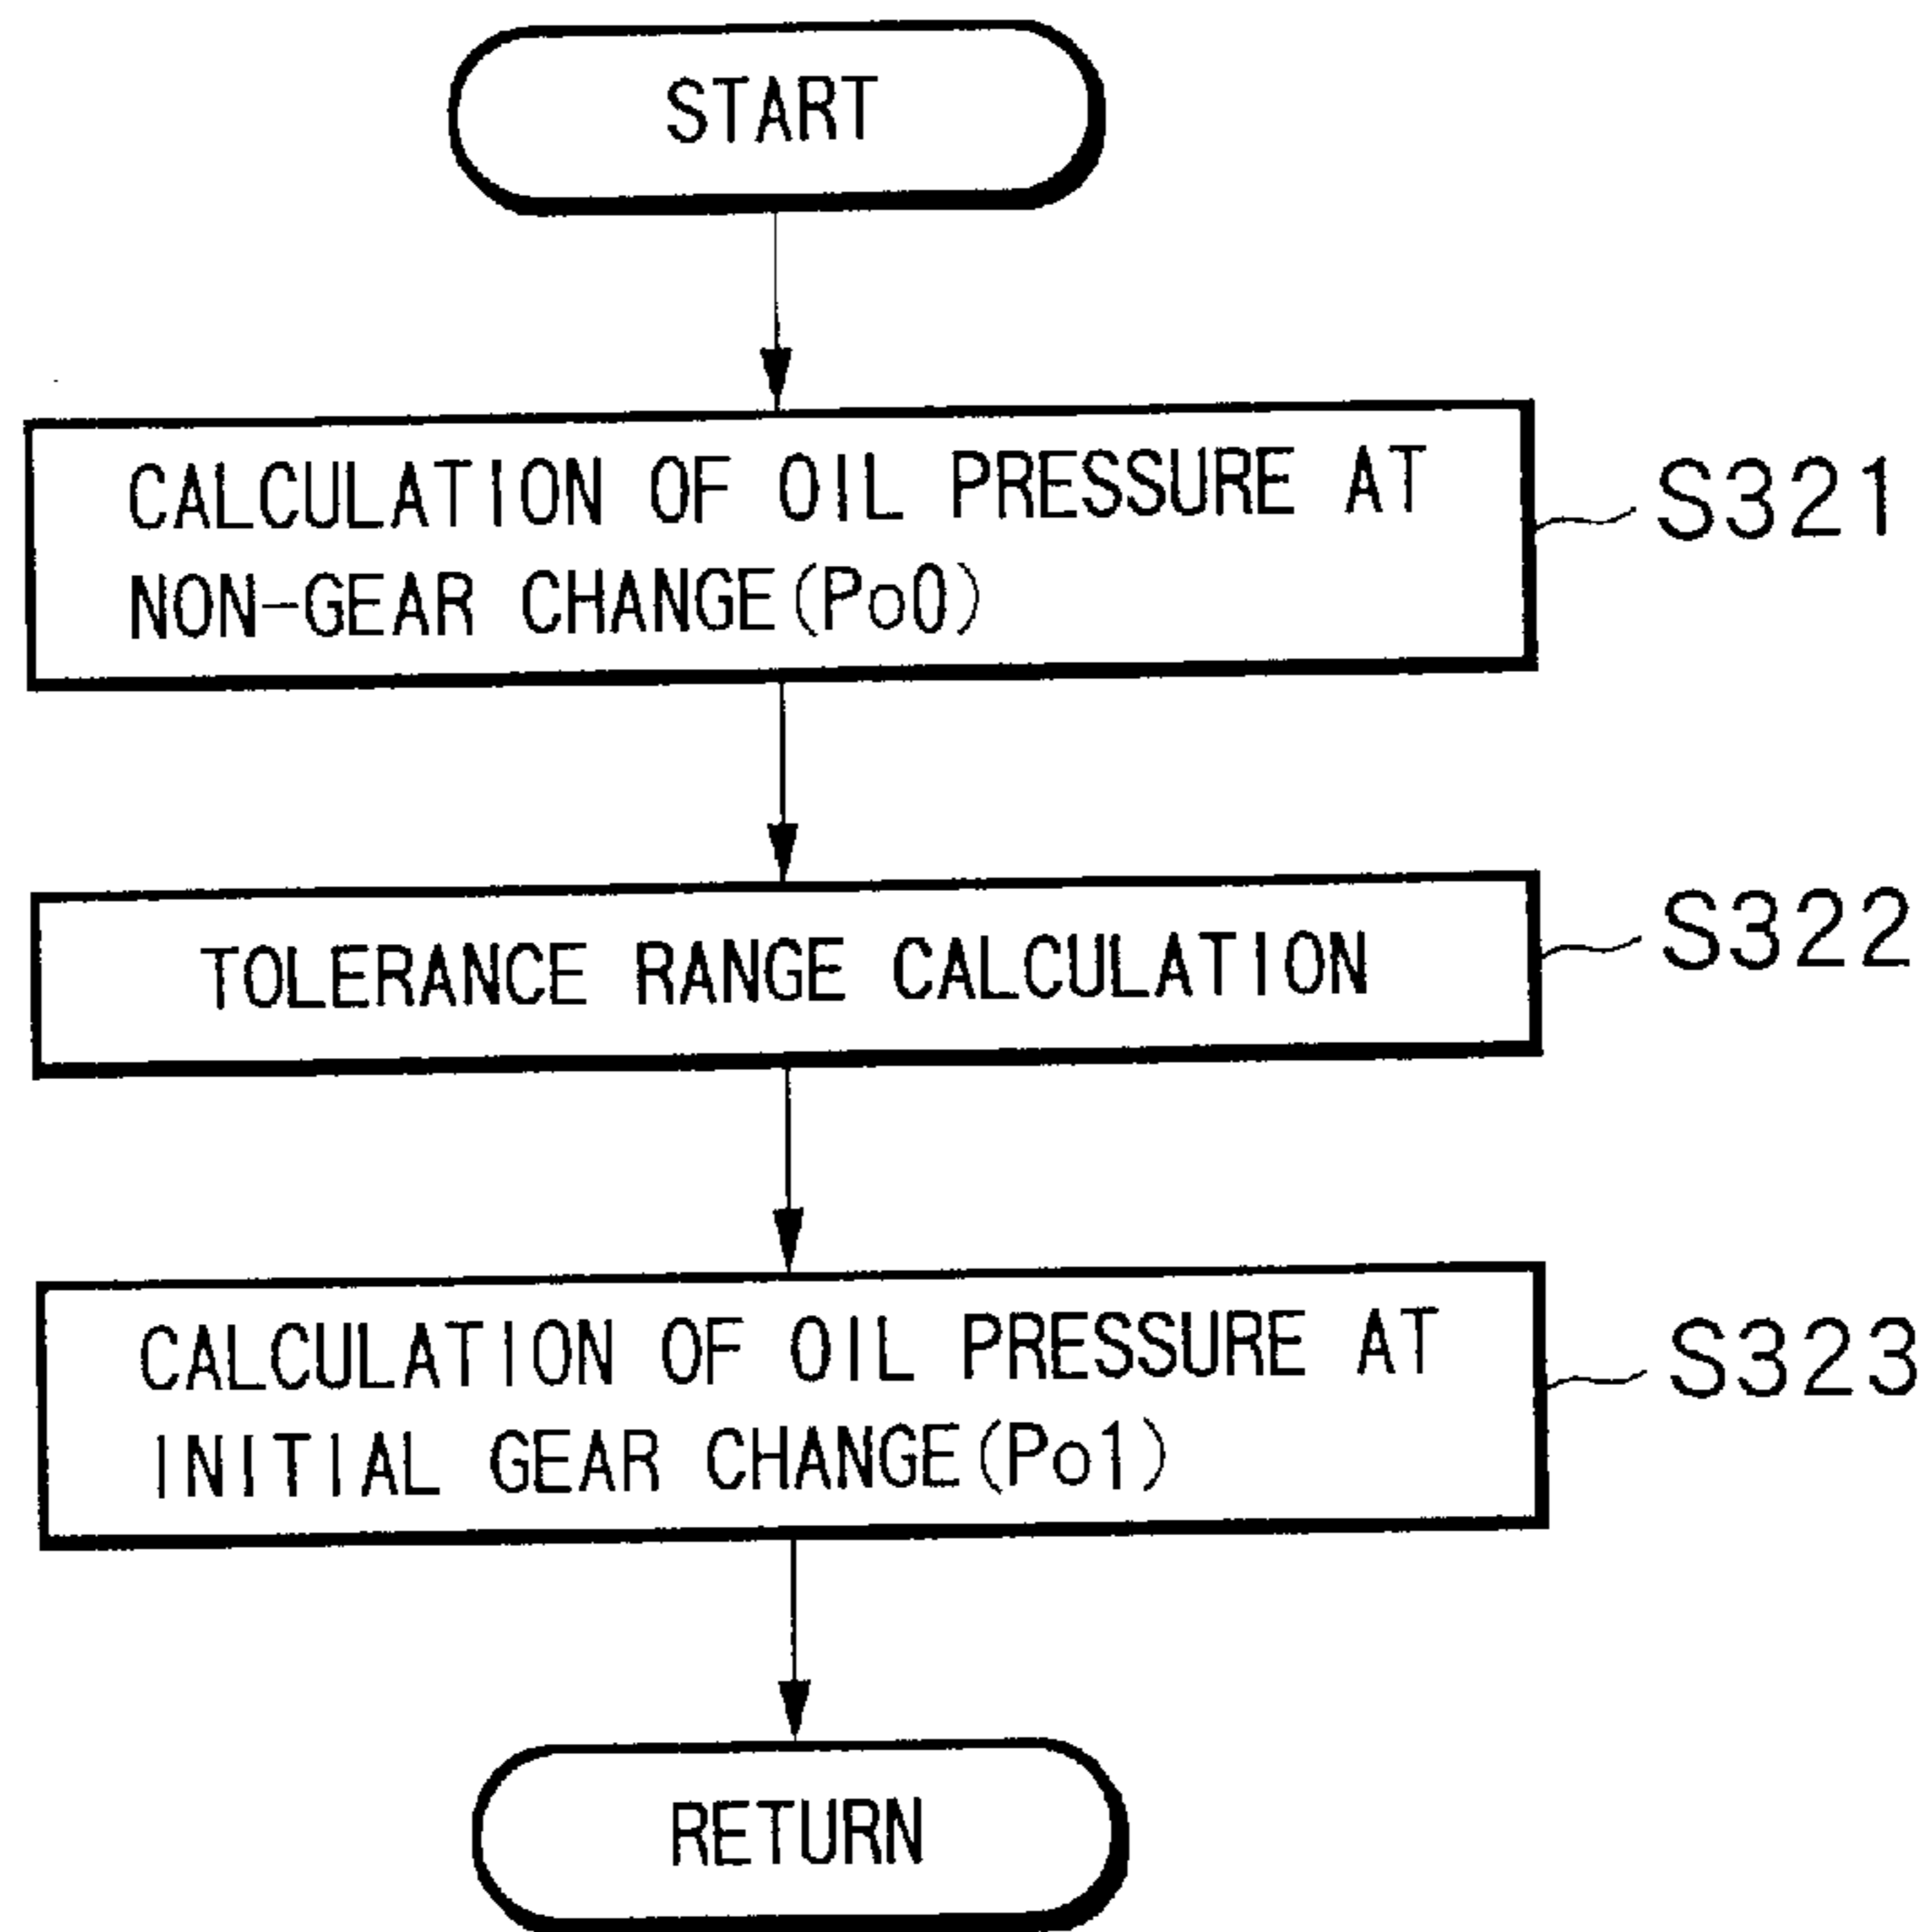 START
CALCULATION OF OIL PRESSURE AT
NON-GEAR CHANGE(Po0)
S321
TOLERANCE RANGE CALCULATION
S322
CALCULATION OF OIL PRESSURE AT
INITIAL GEAR CHANGE(Po1)
S323
RETURN